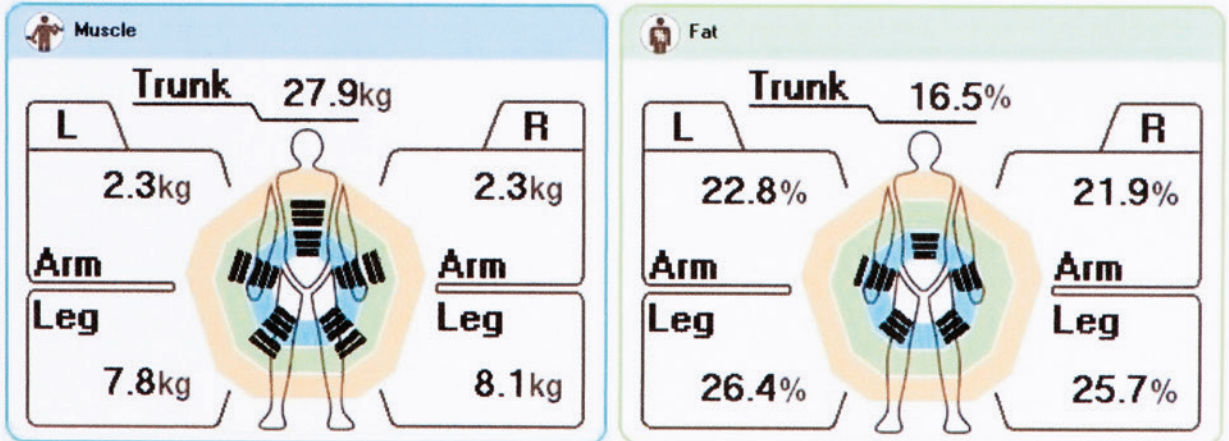 Muscle
Trunk 27.9kg
L
R
2.3kg
2.3kg
Arm
Arm
Leg
Leg
7.8kg
8.1kg
Fat
Trunk 16.5%
L
R
22.8%
21.9%
Arm
Arm
Leg
Leg
26.4%
25.7%